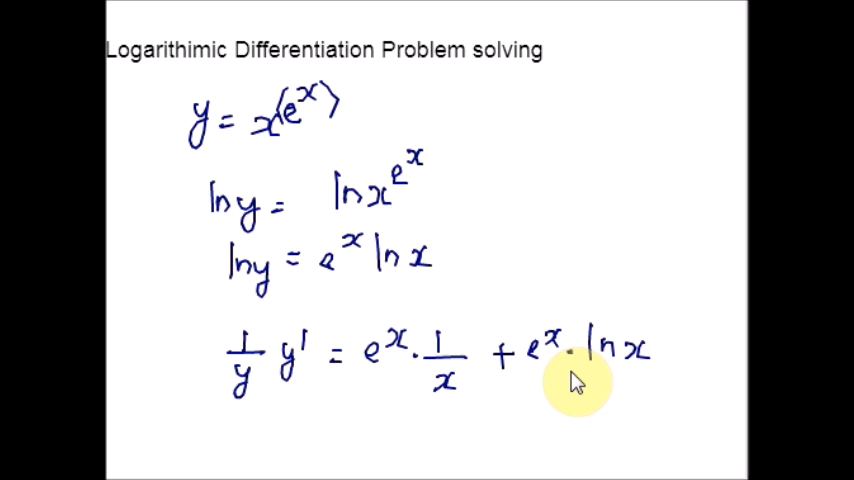 Logarithimic Differentiation Problem solving
y = x^(e^x)
ln y = ln x^e^x
ln y = e^x ln x
1/y y' = e^x · 1/x + e^x · ln x